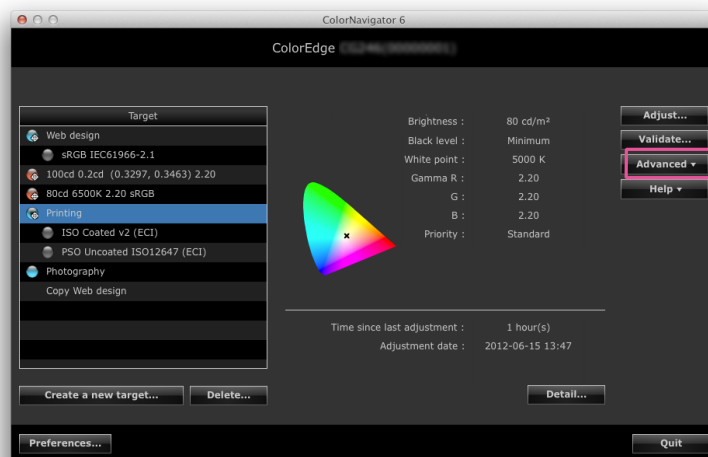 ColorNavigator 6
ColorEdge
Target
Web design
sRGB IEC61966-2.1
100cd 0.2cd (0.3297, 0.3463) 2.20
80cd 6500K 2.20 sRGB
Printing
ISO Coated v2 (ECI)
PSO Uncoated ISO12647 (ECI)
Photography
Copy Web design
Create a new target...
Delete...
Brightness : 80 cd/m²
Black level : Minimum
White point : 5000 K
Gamma R : 2.20
G : 2.20
B : 2.20
Priority : Standard
Time since last adjustment : 1 hour(s)
Adjustment date : 2012-06-15 13:47
Detail...
Adjust...
Validate...
Advanced ▾
Help ▾
Preferences...
Quit